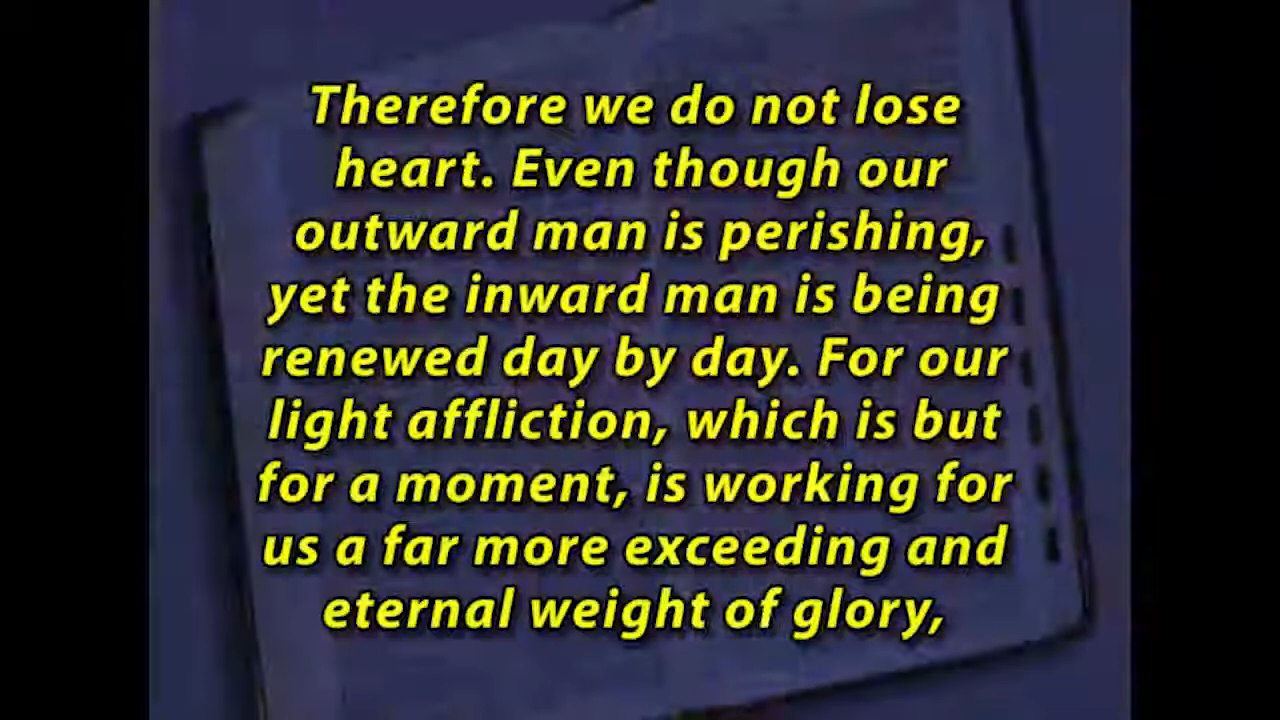 Therefore we do not lose
heart. Even though our
outward man is perishing,
yet the inward man is being
renewed day by day. For our
light affliction, which is but
for a moment, is working for
us a far more exceeding and
eternal weight of glory,